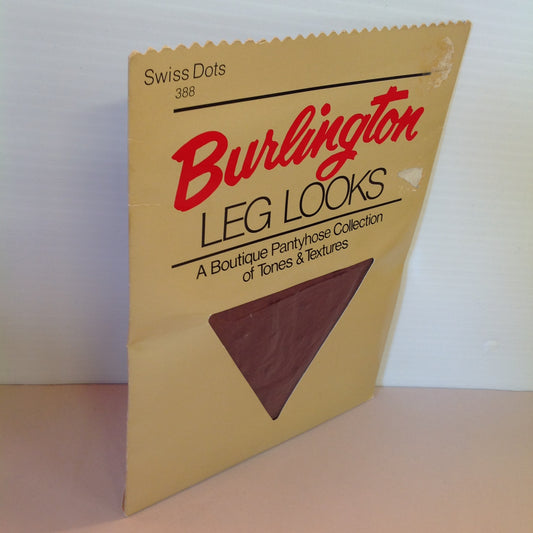 Swiss Dots
388
Burlington
LEG LOOKS
A Boutique Pantyhose Collection
of Tones & Textures